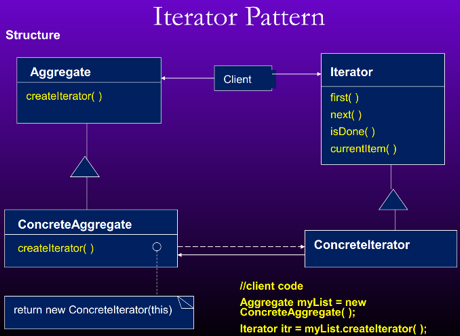 Iterator Pattern
Structure
Aggregate
createIterator( )
Client
Iterator
first( )
next( )
isDone( )
currentItem( )
ConcreteAggregate
createIterator( )
ConcreteIterator
return new ConcreteIterator(this)
//client code
Aggregate myList = new
ConcreteAggregate( );
Iterator itr = myList.createIterator( );